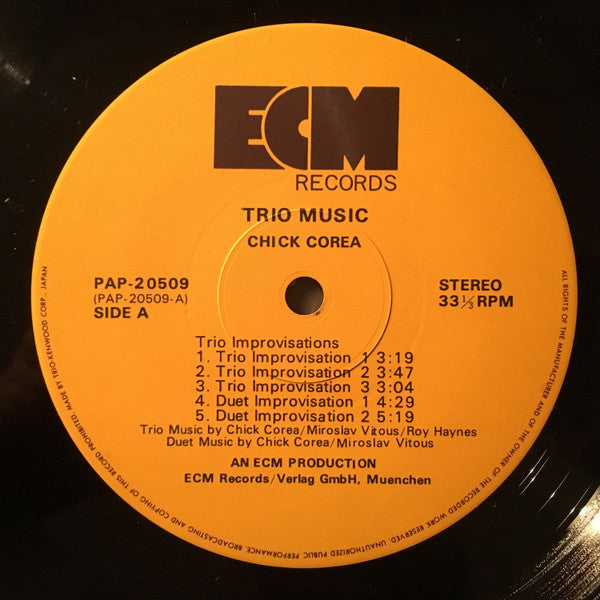 ECM
RECORDS
TRIO MUSIC
CHICK COREA
PAP-20509
(PAP-20509-A)
SIDE A
STEREO
33 1/3 RPM
Trio Improvisations
1. Trio Improvisation 1 3:19
2. Trio Improvisation 2 3:47
3. Trio Improvisation 3 3:04
4. Duet Improvisation 1 4:29
5. Duet Improvisation 2 5:19
Trio Music by Chick Corea/Miroslav Vitous/Roy Haynes
Duet Music by Chick Corea/Miroslav Vitous
AN ECM PRODUCTION
ECM Records/Verlag GmbH, Muenchen
ALL RIGHTS OF THE MANUFACTURER AND OF THE OWNER OF THE RECORDED WORK RESERVED. UNAUTHORIZED PUBLIC PERFORMANCE, BROADCASTING AND COPYING OF THIS RECORD PROHIBITED. MADE BY TRIO-KENWOOD CORP., JAPAN